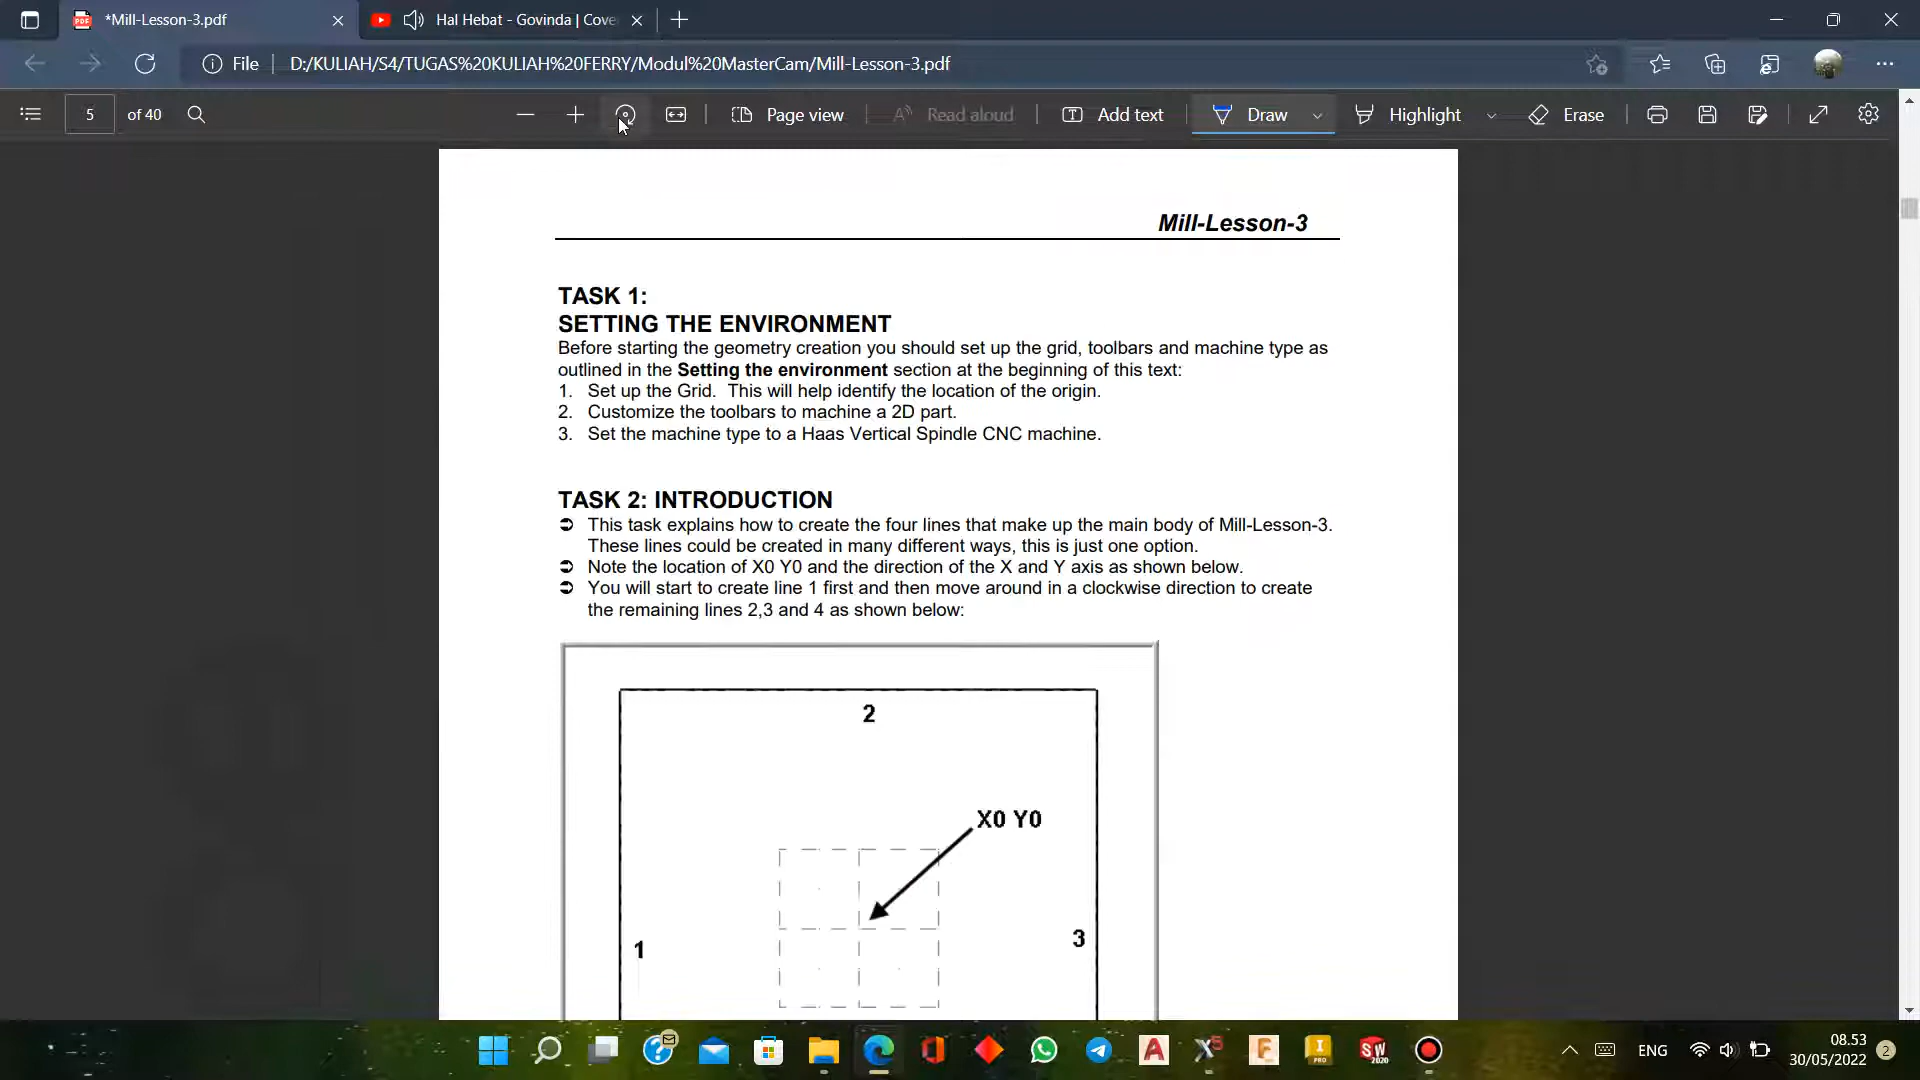 *Mill-Lesson-3.pdf
Hal Hebat - Govinda | Cove
File
D:/KULIAH/S4/TUGAS%20KULIAH%20FERRY/Modul%20MasterCam/Mill-Lesson-3.pdf
5 of 40
Page view
Read aloud
Add text
Draw
Highlight
Erase
Mill-Lesson-3
TASK 1:
SETTING THE ENVIRONMENT
Before starting the geometry creation you should set up the grid, toolbars and machine type as
outlined in the Setting the environment section at the beginning of this text:
1. Set up the Grid. This will help identify the location of the origin.
2. Customize the toolbars to machine a 2D part.
3. Set the machine type to a Haas Vertical Spindle CNC machine.
TASK 2: INTRODUCTION
This task explains how to create the four lines that make up the main body of Mill-Lesson-3.
These lines could be created in many different ways, this is just one option.
Note the location of X0 Y0 and the direction of the X and Y axis as shown below.
You will start to create line 1 first and then move around in a clockwise direction to create
the remaining lines 2,3 and 4 as shown below:
2
X0 Y0
1
3
ENG
08.53
30/05/2022
2